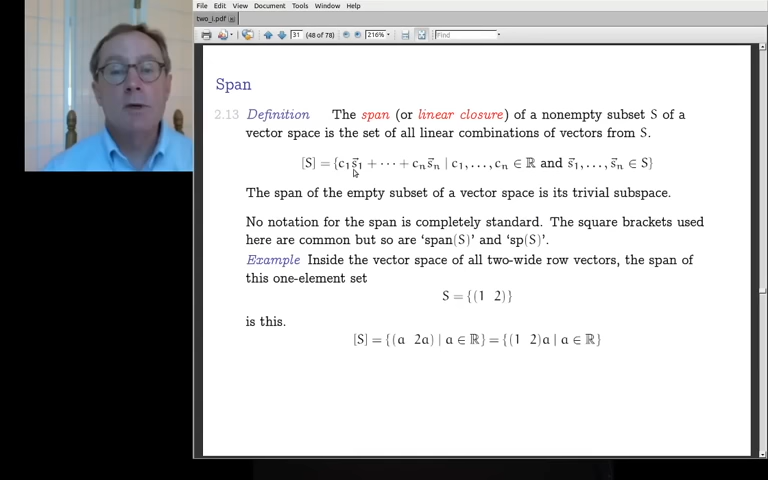 File Edit View Document Tools Window Help
two_i.pdf
31 (48 of 78) 216% Find
Span
2.13 Definition The span (or linear closure) of a nonempty subset S of a
vector space is the set of all linear combinations of vectors from S.
[S] = {c₁s⃗₁ + ⋯ + cₙs⃗ₙ | c₁, . . . , cₙ ∈ ℝ and s⃗₁, . . . , s⃗ₙ ∈ S}
The span of the empty subset of a vector space is its trivial subspace.
No notation for the span is completely standard. The square brackets used
here are common but so are ‘span(S)’ and ‘sp(S)’.
Example Inside the vector space of all two-wide row vectors, the span of
this one-element set
S = {(1 2)}
is this.
[S] = {(a 2a) | a ∈ ℝ} = {(1 2)a | a ∈ ℝ}